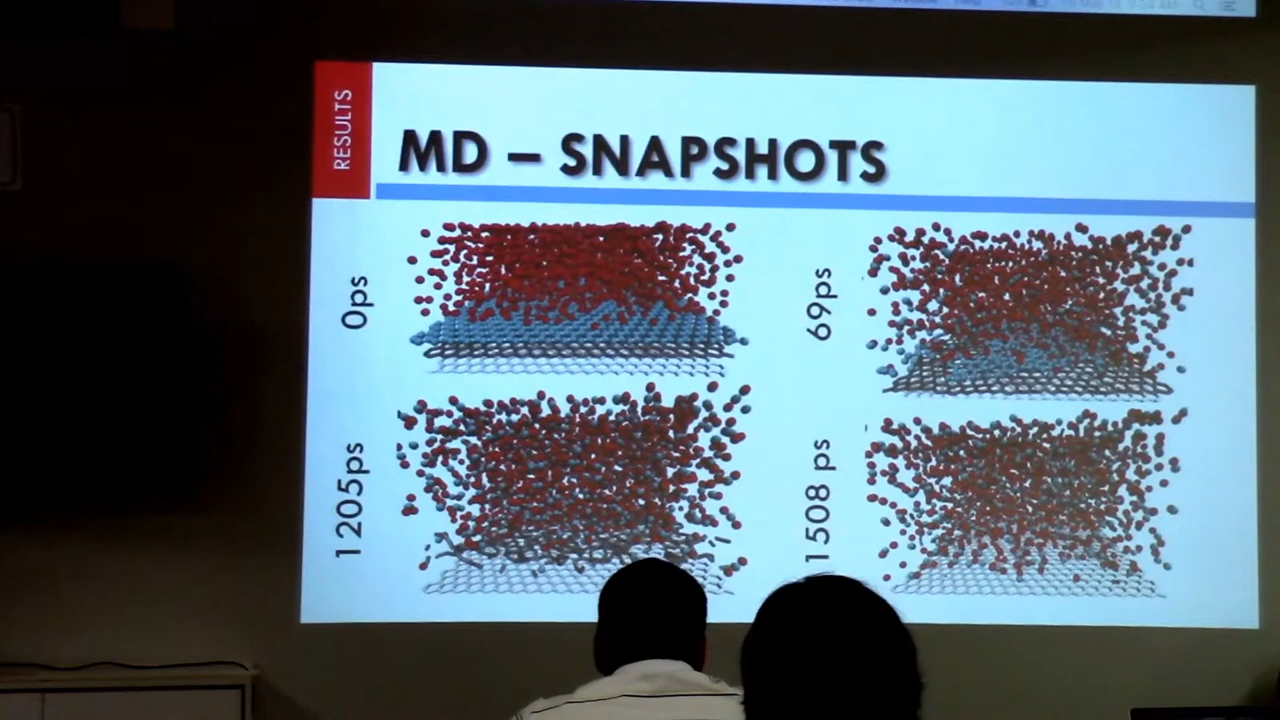 RESULTS
MD – SNAPSHOTS
0ps
69ps
1205ps
1508 ps